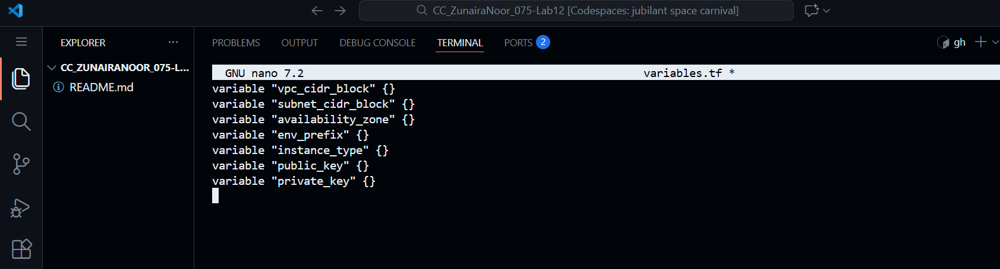 CC_ZunairaNoor_075-Lab12 [Codespaces: jubilant space carnival]
EXPLORER
CC_ZUNAIRANOOR_075-L...
README.md
PROBLEMS OUTPUT DEBUG CONSOLE TERMINAL PORTS 2
gh
GNU nano 7.2 variables.tf *
variable "vpc_cidr_block" {}
variable "subnet_cidr_block" {}
variable "availability_zone" {}
variable "env_prefix" {}
variable "instance_type" {}
variable "public_key" {}
variable "private_key" {}